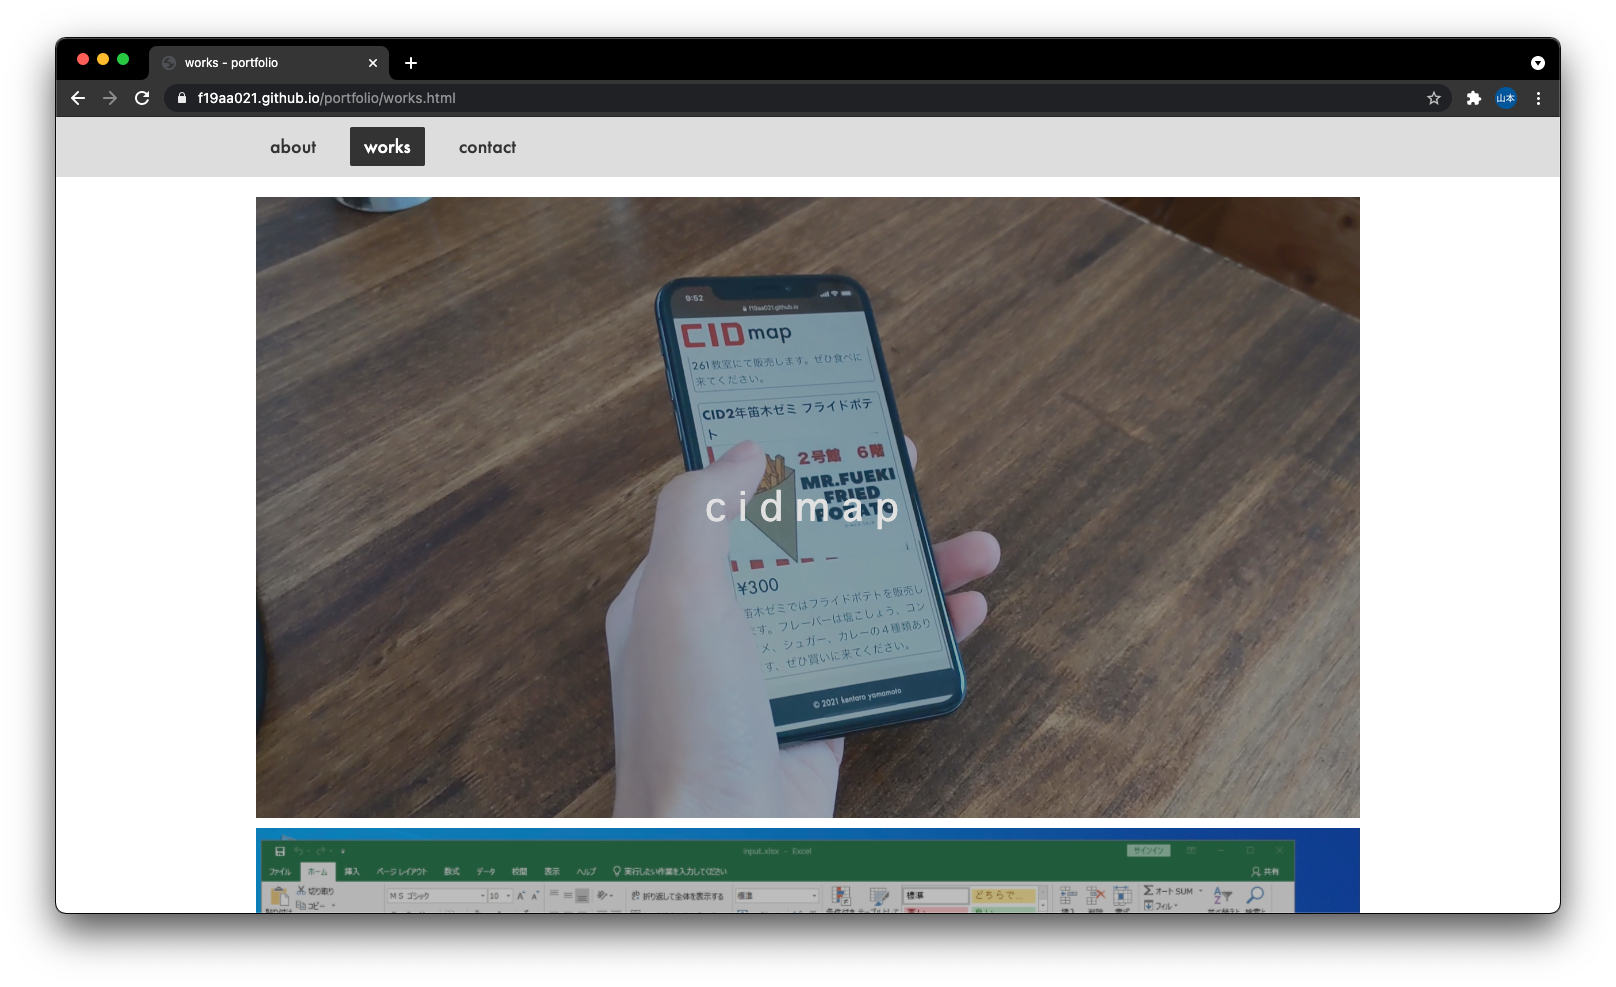 works - portfolio
f19aa021.github.io/portfolio/works.html
山本
about
works
contact
9:52
f19aa021.github.io
CID map
261教室にて販売します。ぜひ食べに
来てください。
CID2年笛木ゼミ フライドポテ
ト
2号館 6階
MR.FUEKI
FRIED
POTATO
cidmap
¥300
笛木ゼミではフライドポテトを販売し
ます。フレーバーは塩こしょう、コン
メ、シュガー、カレーの4種類あり
す、ぜひ買いに来てください。
© 2021 kentaro yamamoto
input.xlsx - Excel
サインイン
ファイル ホーム 挿入 ページ レイアウト 数式 データ 校閲 表示 ヘルプ 実行したい作業を入力してください 共有
切り取り
コピー
ＭＳ ゴシック
10
折り返して全体を表示する
標準
標準
どちらで...
オート SUM
フィル